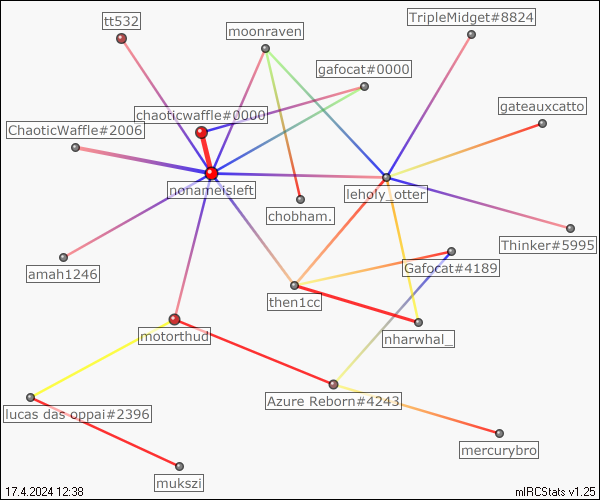 tt532
TripleMidget#8824
moonraven
gafocat#0000
gateauxcatto
chaoticwaffle#0000
ChaoticWaffle#2006
nonameisleft
leholy_otter
chobham.
Thinker#5995
amah1246
Gafocat#4189
then1cc
motorthud
nharwhal_
Azure Reborn#4243
lucas das oppai#2396
mercurybro
mukszi
17.4.2024 12:38
mIRCStats v1.25